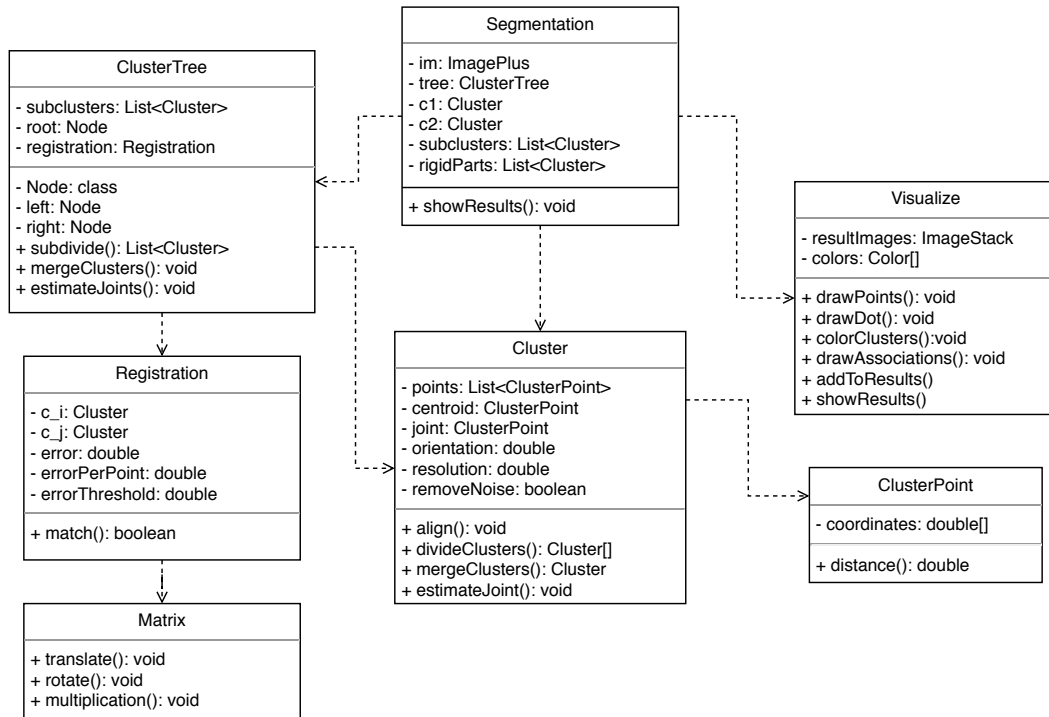 Segmentation
- im: ImagePlus
- tree: ClusterTree
- c1: Cluster
- c2: Cluster
- subclusters: List<Cluster>
- rigidParts: List<Cluster>
+ showResults(): void
ClusterTree
- subclusters: List<Cluster>
- root: Node
- registration: Registration
- Node: class
- left: Node
- right: Node
+ subdivide(): List<Cluster>
+ mergeClusters(): void
+ estimateJoints(): void
Visualize
- resultImages: ImageStack
- colors: Color[]
+ drawPoints(): void
+ drawDot(): void
+ colorClusters():void
+ drawAssociations(): void
+ addToResults()
+ showResults()
Registration
- c_i: Cluster
- c_j: Cluster
- error: double
- errorPerPoint: double
- errorThreshold: double
+ match(): boolean
Cluster
- points: List<ClusterPoint>
- centroid: ClusterPoint
- joint: ClusterPoint
- orientation: double
- resolution: double
- removeNoise: boolean
+ align(): void
+ divideClusters(): Cluster[]
+ mergeClusters(): Cluster
+ estimateJoint(): void
ClusterPoint
- coordinates: double[]
+ distance(): double
Matrix
+ translate(): void
+ rotate(): void
+ multiplication(): void